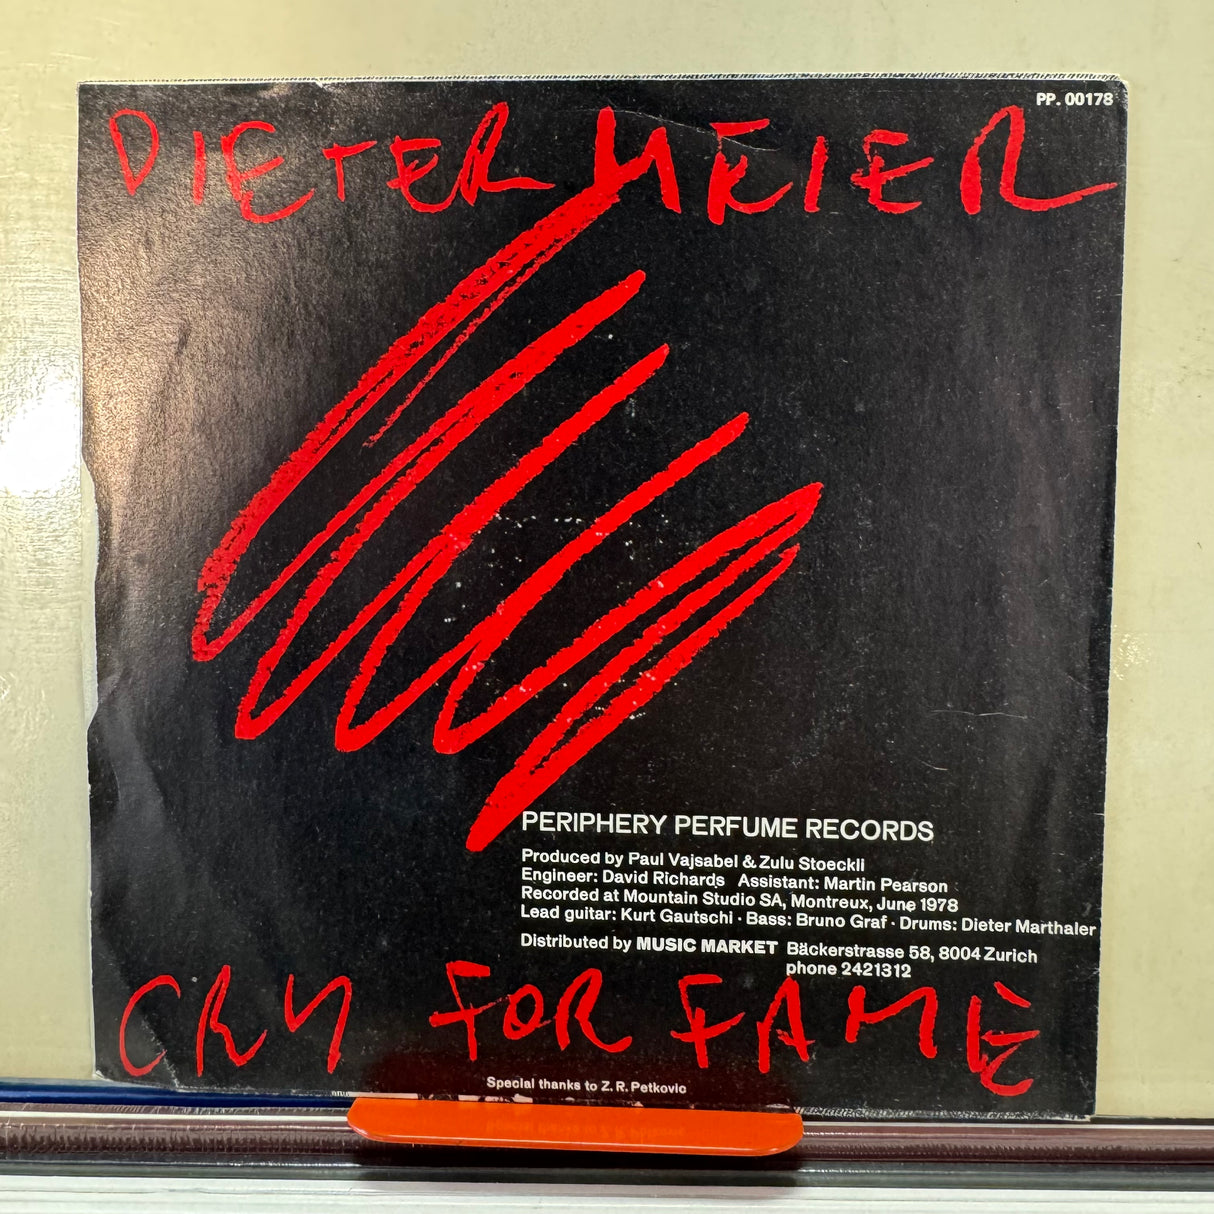 PP. 00178
DIETER MEIER
PERIPHERY PERFUME RECORDS
Produced by Paul Vajsabel & Zulu Stoeckli
Engineer: David Richards Assistant: Martin Pearson
Recorded at Mountain Studio SA, Montreux, June 1978
Lead guitar: Kurt Gautschi · Bass: Bruno Graf · Drums: Dieter Marthaler
Distributed by MUSIC MARKET Bäckerstrasse 58, 8004 Zurich
phone 2421312
CRY FOR FAME
Special thanks to Z. R. Petkovic